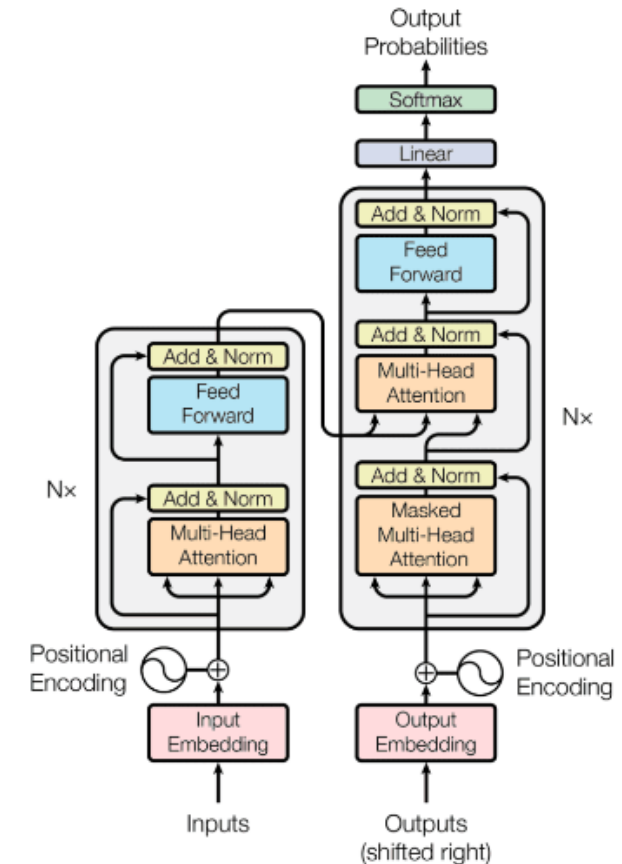 Output
Probabilities
Softmax
Linear
Add & Norm
Feed
Forward
Add & Norm
Multi-Head
Attention
Add & Norm
Masked
Multi-Head
Attention
Nx
Positional
Encoding
Output
Embedding
Outputs
(shifted right)
Add & Norm
Feed
Forward
Add & Norm
Multi-Head
Attention
Nx
Positional
Encoding
Input
Embedding
Inputs